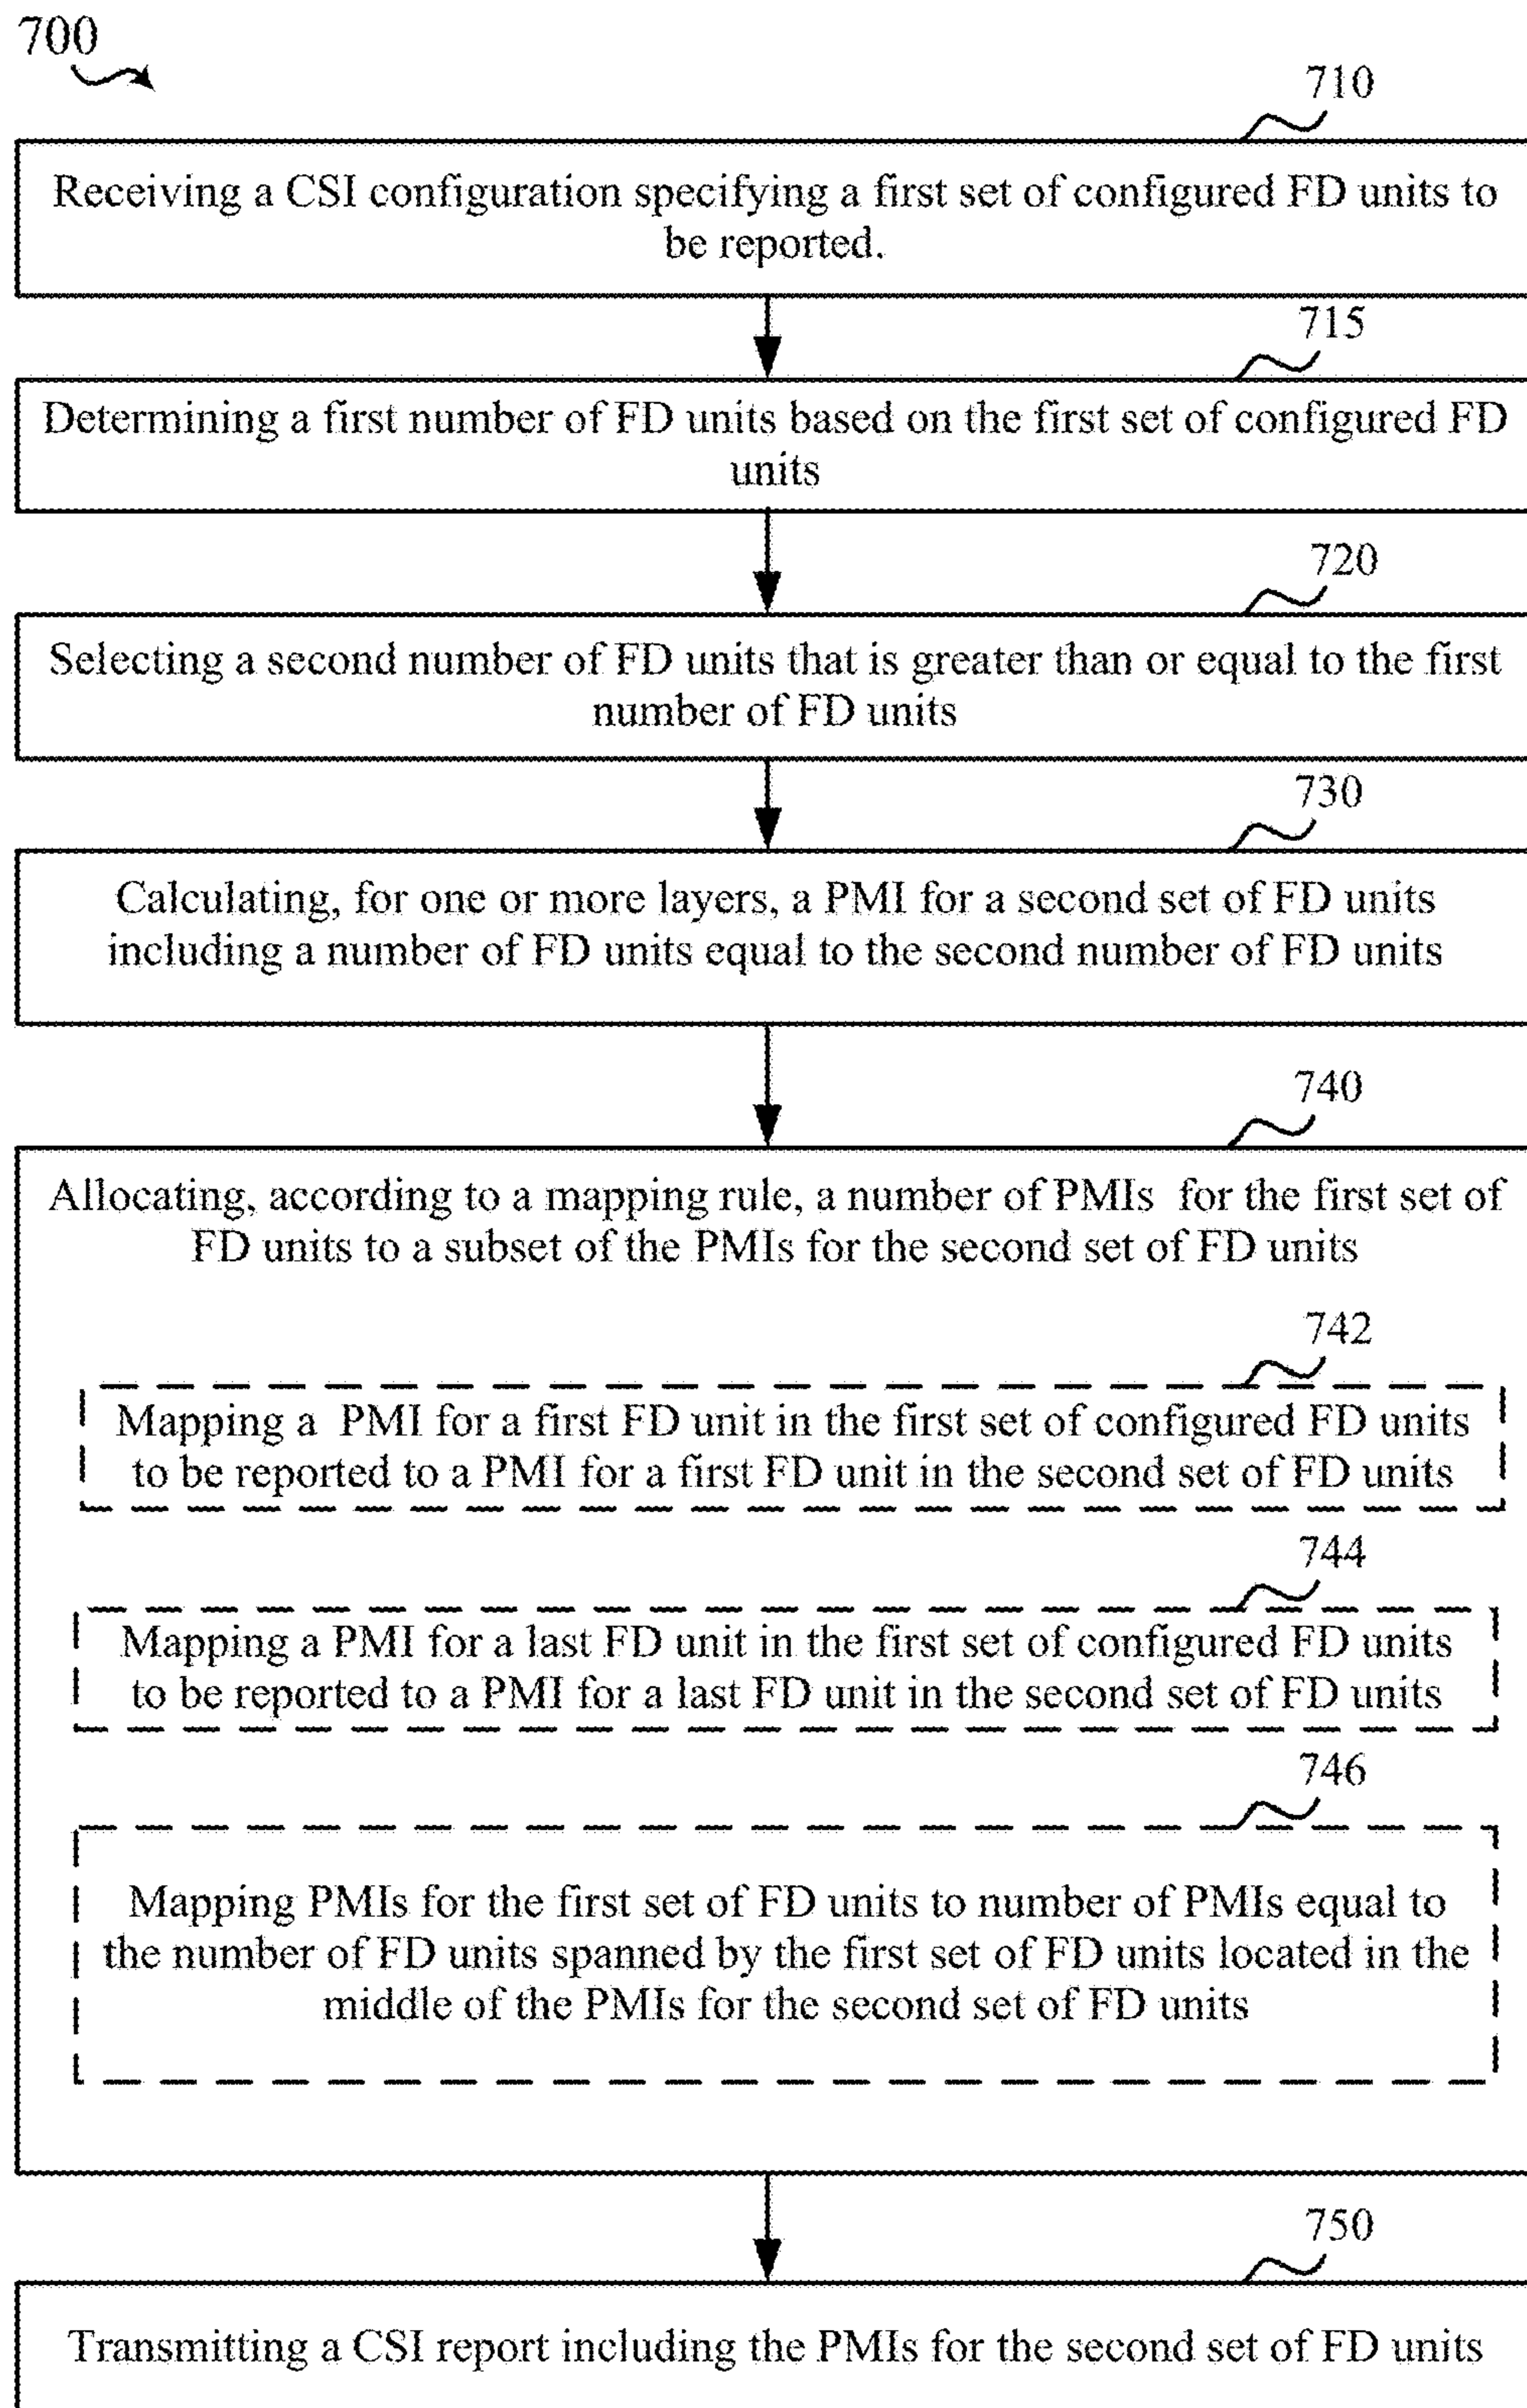 700
710
Receiving a CSI configuration specifying a first set of configured FD units to
be reported.
715
Determining a first number of FD units based on the first set of configured FD
units
720
Selecting a second number of FD units that is greater than or equal to the first
number of FD units
730
Calculating, for one or more layers, a PMI for a second set of FD units
including a number of FD units equal to the second number of FD units
740
Allocating, according to a mapping rule, a number of PMIs for the first set of
FD units to a subset of the PMIs for the second set of FD units
742
Mapping a PMI for a first FD unit in the first set of configured FD units
to be reported to a PMI for a first FD unit in the second set of FD units
744
Mapping a PMI for a last FD unit in the first set of configured FD units
to be reported to a PMI for a last FD unit in the second set of FD units
746
Mapping PMIs for the first set of FD units to number of PMIs equal to
the number of FD units spanned by the first set of FD units located in the
middle of the PMIs for the second set of FD units
750
Transmitting a CSI report including the PMIs for the second set of FD units